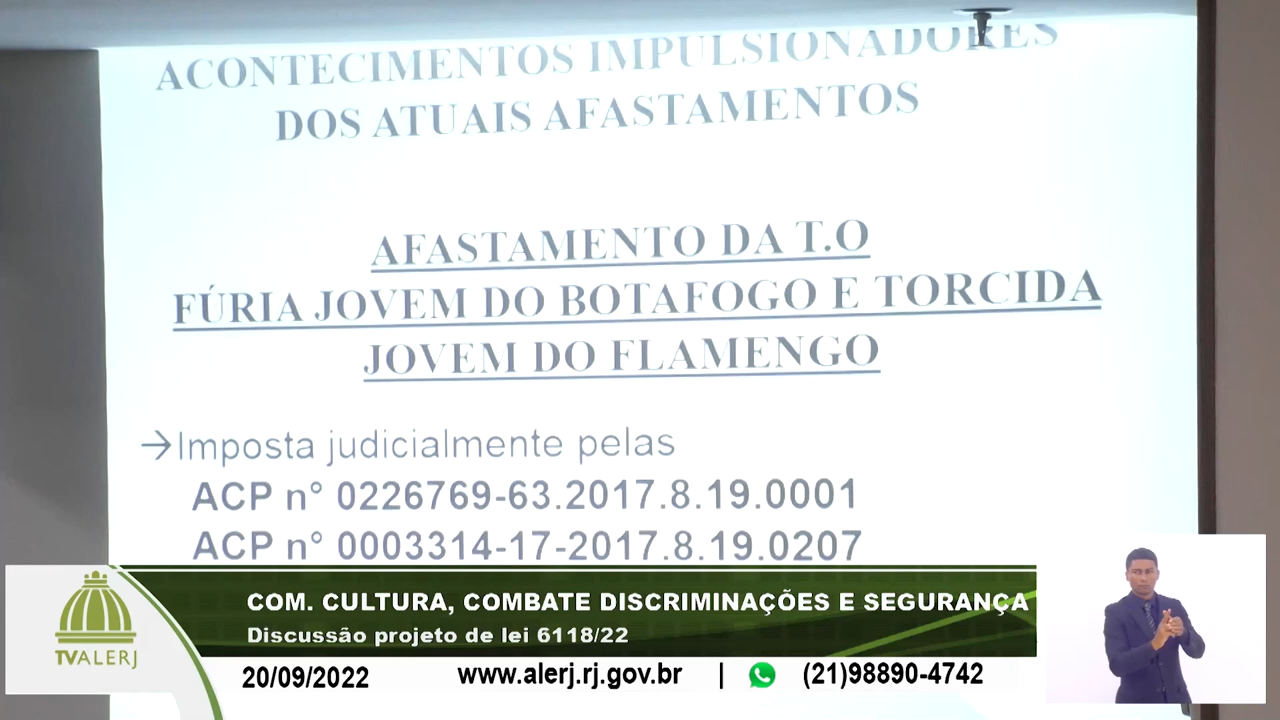 ACONTECIMENTOS IMPULSIONADORES
DOS ATUAIS AFASTAMENTOS
AFASTAMENTO DA T.O
FÚRIA JOVEM DO BOTAFOGO E TORCIDA
JOVEM DO FLAMENGO
→Imposta judicialmente pelas
ACP n° 0226769-63.2017.8.19.0001
ACP n° 0003314-17-2017.8.19.0207
COM. CULTURA, COMBATE DISCRIMINAÇÕES E SEGURANÇA
Discussão projeto de lei 6118/22
TVALERJ
20/09/2022 www.alerj.rj.gov.br | (21)98890-4742